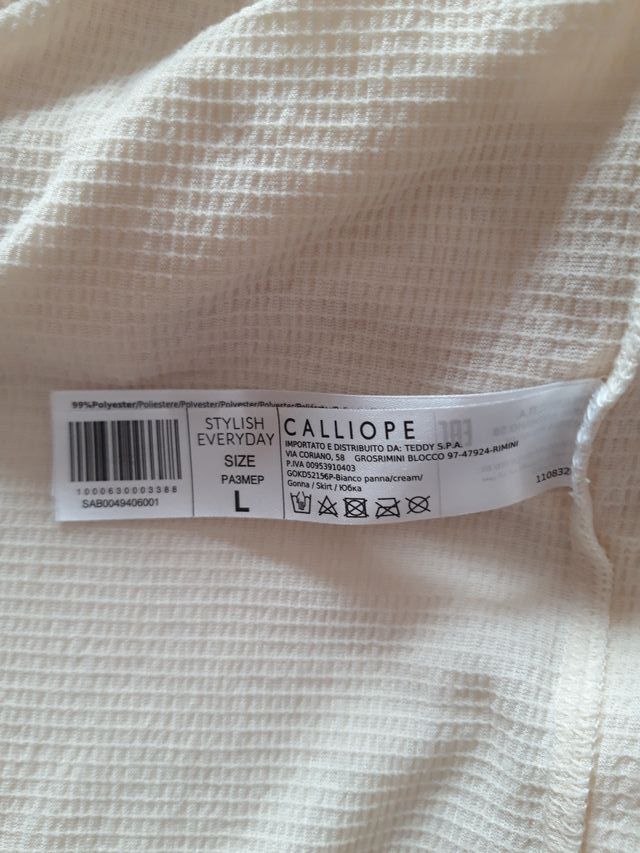 99%Polyester/Poliestere/Polyester/Polyester/Polyester/
1000630003388
SAB0049406001
STYLISH
EVERYDAY
SIZE
РАЗМЕР
L
CALLIOPE
IMPORTATO E DISTRIBUITO DA: TEDDY S.P.A.
VIA CORIANO, 58 GROSRIMINI BLOCCO 97-47924-RIMINI
P.IVA 00953910403
GOKD52156P-Bianco panna/cream/
Gonna / Skirt / Юбка
110832